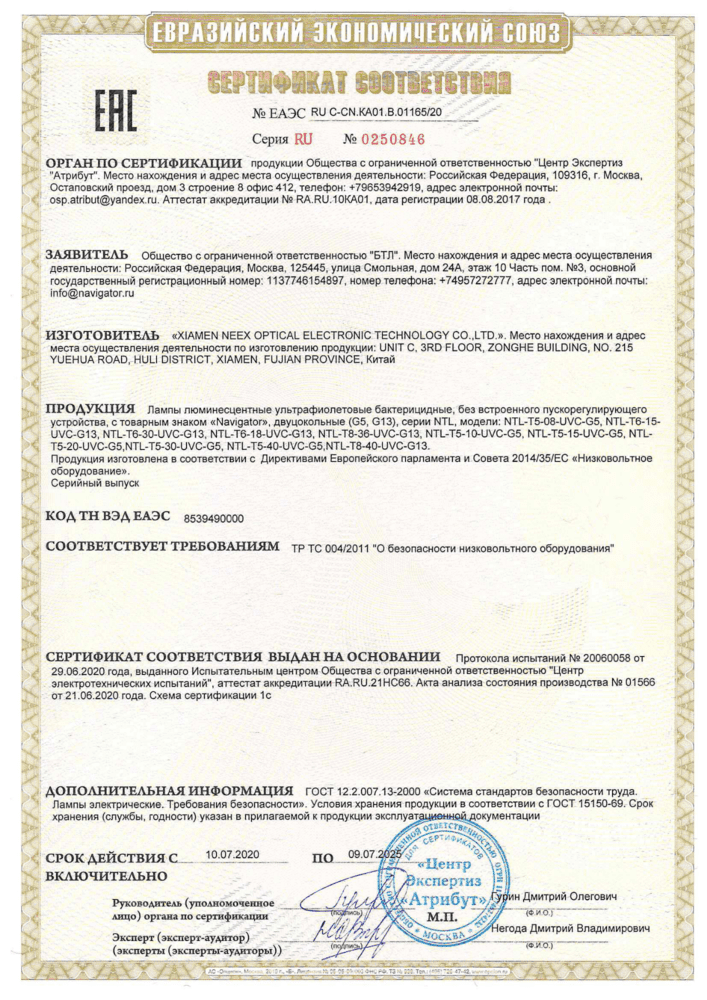 ЕВРАЗИЙСКИЙ ЭКОНОМИЧЕСКИЙ СОЮЗ
СЕРТИФИКАТ СООТВЕТСТВИЯ
EAC
№ ЕАЭС RU C-CN.КА01.В.01165/20
Серия RU № 0250846
ОРГАН ПО СЕРТИФИКАЦИИ продукции Общества с ограниченной ответственностью "Центр Экспертиз
"Атрибут". Место нахождения и адрес места осуществления деятельности: Российская Федерация, 109316, г. Москва,
Остаповский проезд, дом 3 строение 8 офис 412, телефон: +79653942919, адрес электронной почты:
osp.atribut@yandex.ru. Аттестат аккредитации № RA.RU.10КА01, дата регистрации 08.08.2017 года .
ЗАЯВИТЕЛЬ Общество с ограниченной ответственностью "БТЛ". Место нахождения и адрес места осуществления
деятельности: Российская Федерация, Москва, 125445, улица Смольная, дом 24А, этаж 10 Часть пом. №3, основной
государственный регистрационный номер: 1137746154897, номер телефона: +74957272777, адрес электронной почты:
info@navigator.ru
ИЗГОТОВИТЕЛЬ «XIAMEN NEEX OPTICAL ELECTRONIC TECHNOLOGY CO.,LTD.». Место нахождения и адрес
места осуществления деятельности по изготовлению продукции: UNIT C, 3RD FLOOR, ZONGHE BUILDING, NO. 215
YUEHUA ROAD, HULI DISTRICT, XIAMEN, FUJIAN PROVINCE, Китай
ПРОДУКЦИЯ Лампы люминесцентные ультрафиолетовые бактерицидные, без встроенного пускорегулирующего
устройства, с товарным знаком «Navigator», двуцокольные (G5, G13), серии NTL, модели: NTL-T5-08-UVC-G5, NTL-T6-15-
UVC-G13, NTL-T6-30-UVC-G13, NTL-T6-18-UVC-G13, NTL-T8-36-UVC-G13, NTL-T5-10-UVC-G5, NTL-T5-15-UVC-G5, NTL-
T5-20-UVC-G5,NTL-T5-30-UVC-G5, NTL-T5-40-UVC-G5,NTL-T8-40-UVC-G13.
Продукция изготовлена в соответствии с Директивами Европейского парламента и Совета 2014/35/ЕС «Низковольтное
оборудование».
Серийный выпуск
КОД ТН ВЭД ЕАЭС 8539490000
СООТВЕТСТВУЕТ ТРЕБОВАНИЯМ ТР ТС 004/2011 "О безопасности низковольтного оборудования"
СЕРТИФИКАТ СООТВЕТСТВИЯ ВЫДАН НА ОСНОВАНИИ Протокола испытаний № 20060058 от
29.06.2020 года, выданного Испытательным центром Общества с ограниченной ответственностью "Центр
электротехнических испытаний", аттестат аккредитации RA.RU.21НС66. Акта анализа состояния производства № 01566
от 21.06.2020 года. Схема сертификации 1с
ДОПОЛНИТЕЛЬНАЯ ИНФОРМАЦИЯ ГОСТ 12.2.007.13-2000 «Система стандартов безопасности труда.
Лампы электрические. Требования безопасности». Условия хранения продукции в соответствии с ГОСТ 15150-69. Срок
хранения (службы, годности) указан в прилагаемой к продукции эксплуатационной документации
СРОК ДЕЙСТВИЯ С 10.07.2020 ПО 09.07.2025
ВКЛЮЧИТЕЛЬНО
ДЛЯ СЕРТИФИКАТОВ
«Центр
Экспертиз
«Атрибут»
М.П.
МОСКВА
Руководитель (уполномоченное
лицо) органа по сертификации
(подпись)
Гурин Дмитрий Олегович
(Ф.И.О.)
Эксперт (эксперт-аудитор)
(эксперты (эксперты-аудиторы))
(подпись)
Негода Дмитрий Владимирович
(Ф.И.О.)